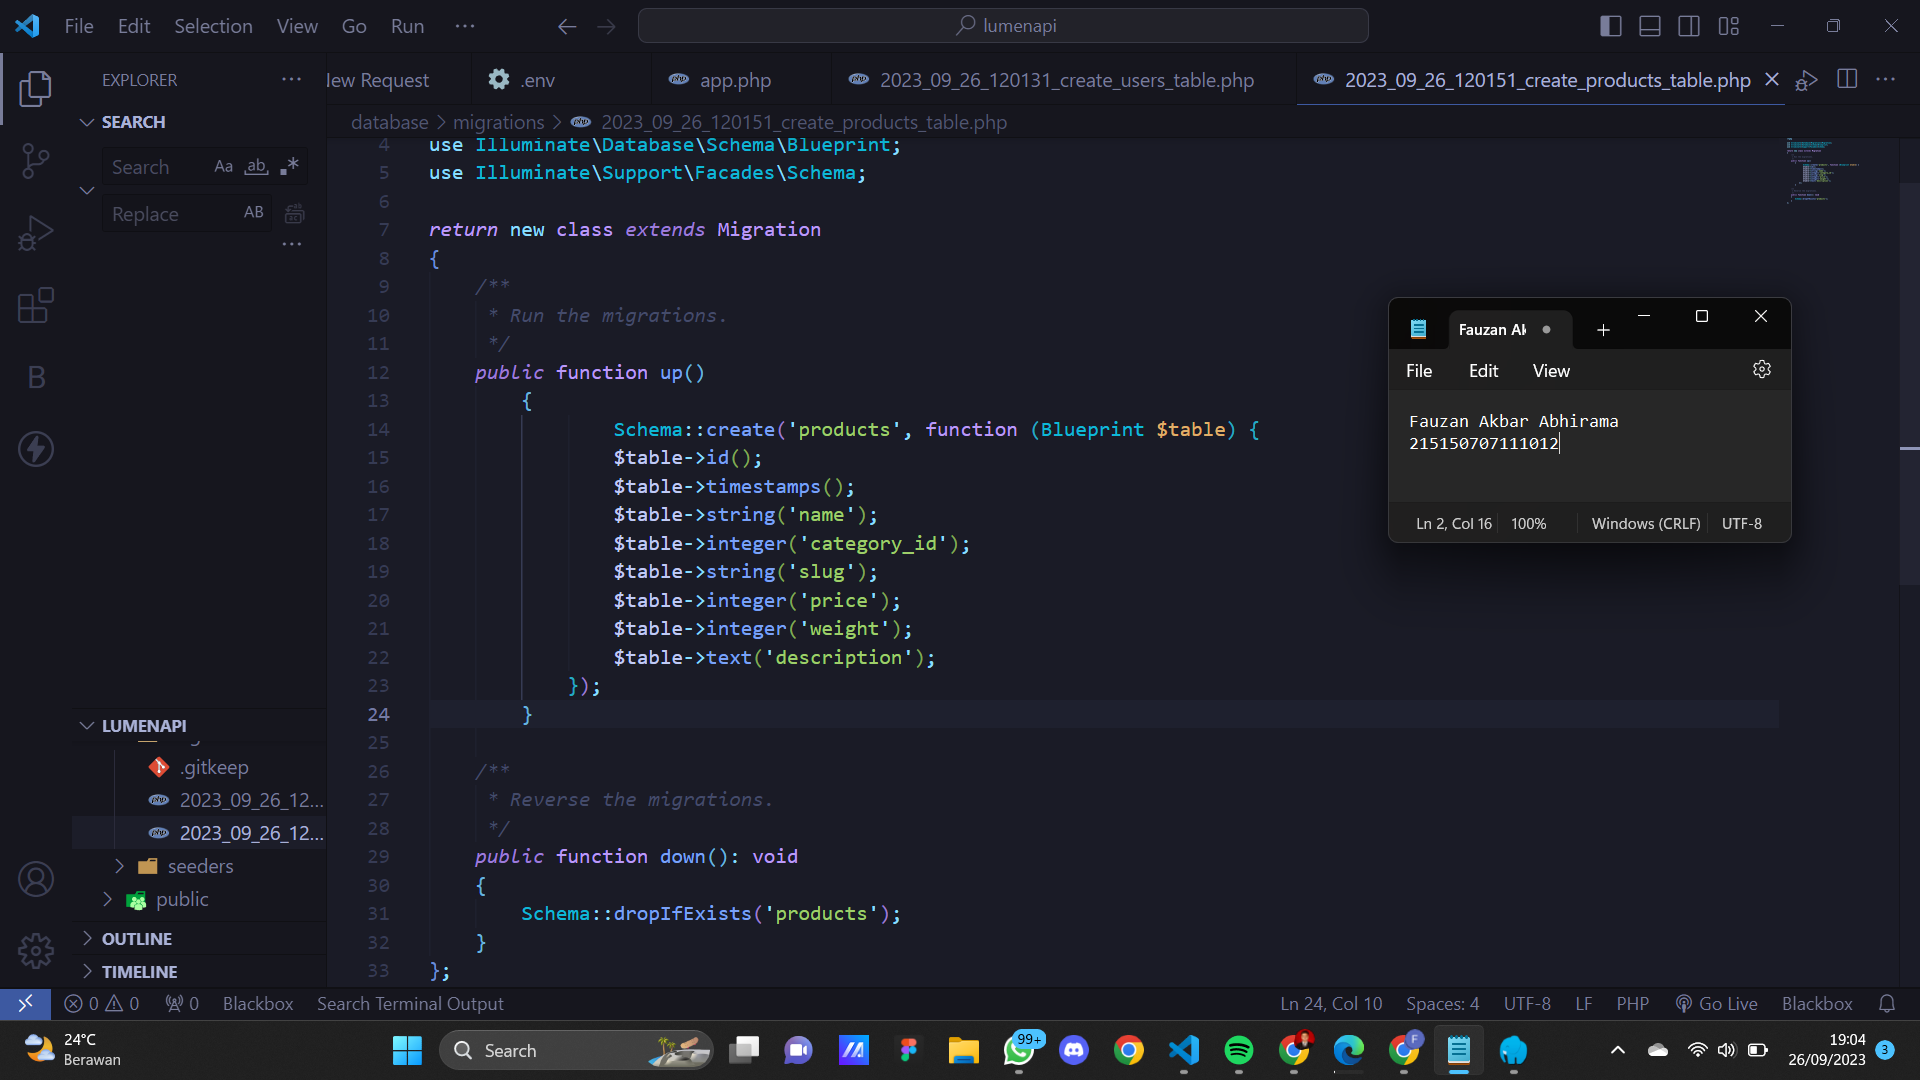 File Edit Selection View Go Run ···
lumenapi
EXPLORER ···
New Request
.env
app.php
2023_09_26_120131_create_users_table.php
2023_09_26_120151_create_products_table.php
SEARCH
Search Aa ab
Replace AB
···
database > migrations > 2023_09_26_120151_create_products_table.php
4 use Illuminate\Database\Schema\Blueprint;
5 use Illuminate\Support\Facades\Schema;
6
7 return new class extends Migration
8 {
9 /**
10 * Run the migrations.
11 */
12 public function up()
13 {
14 Schema::create('products', function (Blueprint $table) {
15 $table->id();
16 $table->timestamps();
17 $table->string('name');
18 $table->integer('category_id');
19 $table->string('slug');
20 $table->integer('price');
21 $table->integer('weight');
22 $table->text('description');
23 });
24 }
25
26 /**
27 * Reverse the migrations.
28 */
29 public function down(): void
30 {
31 Schema::dropIfExists('products');
32 }
33 };
Fauzan Ak
File Edit View
Fauzan Akbar Abhirama
215150707111012
Ln 2, Col 16 100% Windows (CRLF) UTF-8
B
LUMENAPI
.gitkeep
2023_09_26_12...
2023_09_26_12...
seeders
public
OUTLINE
TIMELINE
0 0 0 Blackbox Search Terminal Output
Ln 24, Col 10 Spaces: 4 UTF-8 LF PHP Go Live Blackbox
24°C
Berawan
Search
99+
F
19:04
26/09/2023
3